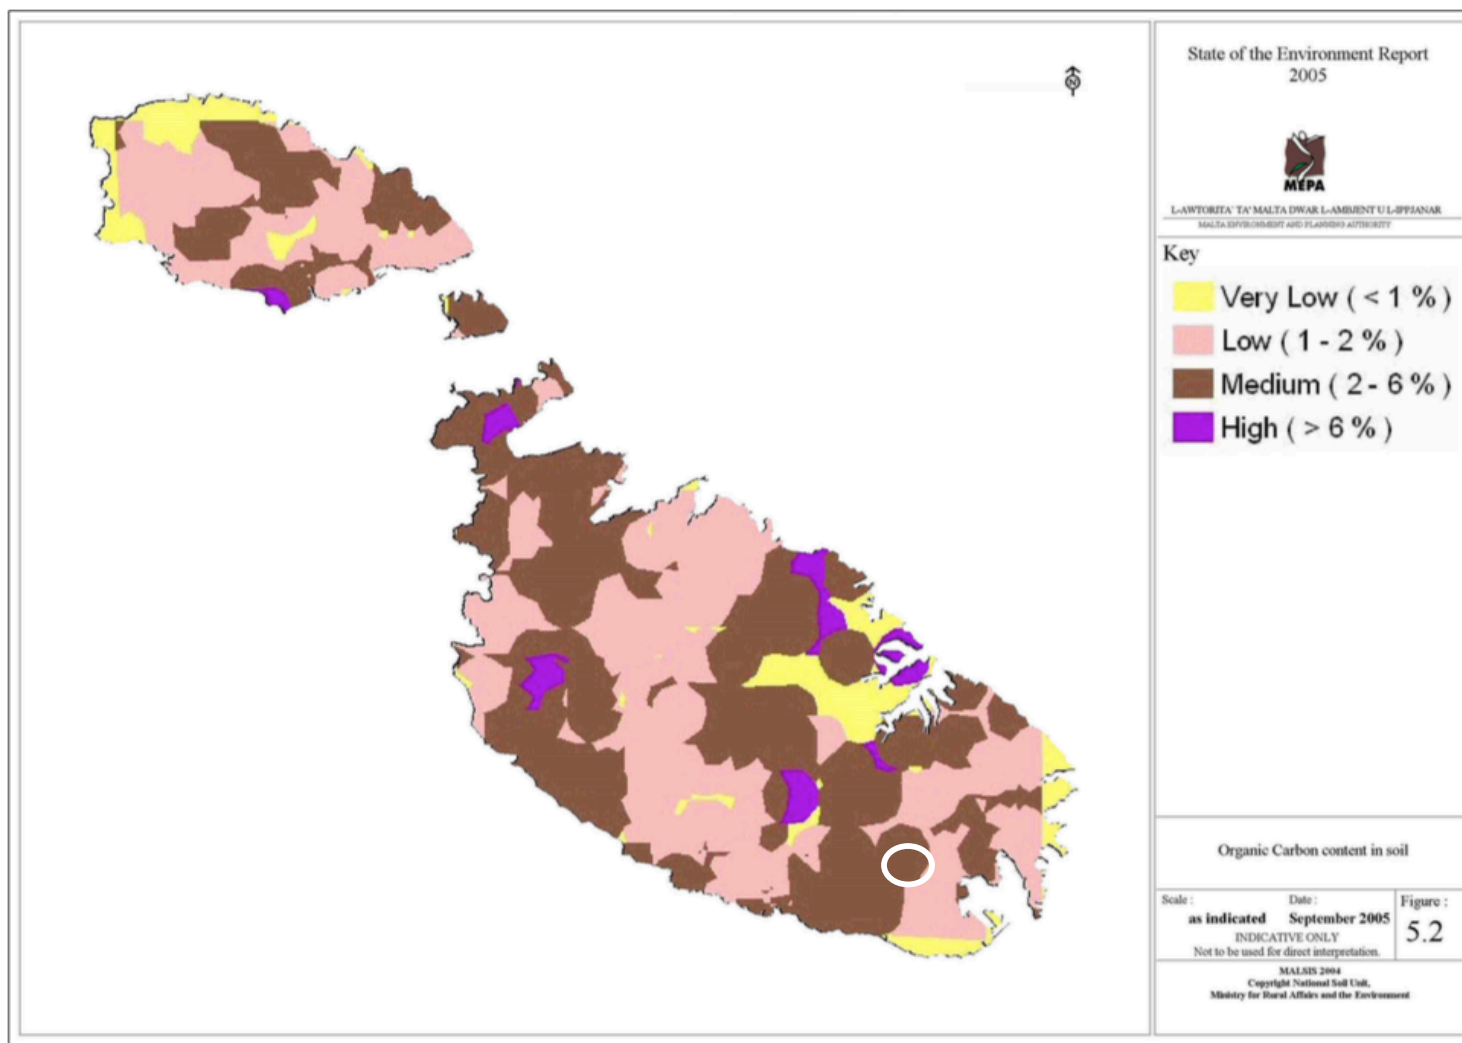 State of the Environment Report
2005
N
MEPA
L-AWTORITA' TA' MALTA DWAR L-AMBJENT U L-IPPJANAR
MALTA ENVIRONMENT AND PLANNING AUTHORITY
Key
Very Low ( < 1 % )
Low ( 1 - 2 % )
Medium ( 2 - 6 % )
High ( > 6 % )
Organic Carbon content in soil
Scale :
as indicated
Date :
September 2005
INDICATIVE ONLY
Not to be used for direct interpretation.
Figure :
5.2
MALSIS 2004
Copyright National Soil Unit,
Ministry for Rural Affairs and the Environment